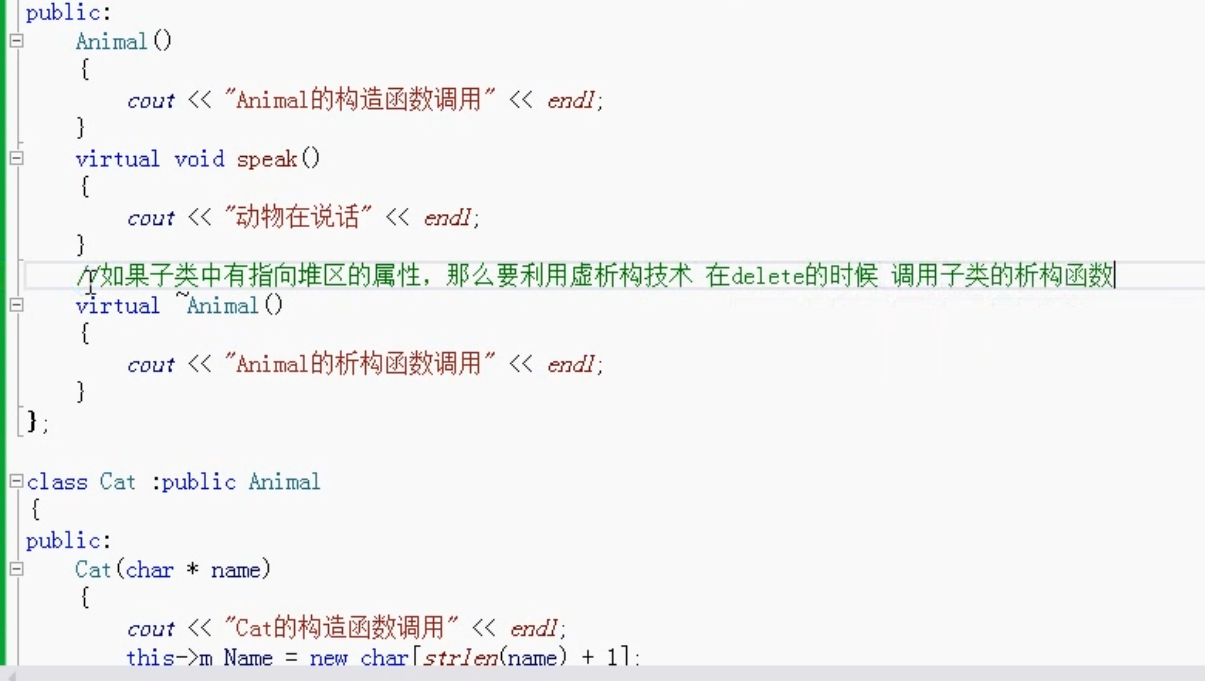 public:
Animal()
{
cout << "Animal的构造函数调用" << endl;
}
virtual void speak()
{
cout << "动物在说话" << endl;
}
//如果子类中有指向堆区的属性，那么要利用虚析构技术 在delete的时候 调用子类的析构函数
virtual ~Animal()
{
cout << "Animal的析构函数调用" << endl;
}
};
class Cat :public Animal
{
public:
Cat(char * name)
{
cout << "Cat的构造函数调用" << endl;
this->m_Name = new char[strlen(name) + 1];